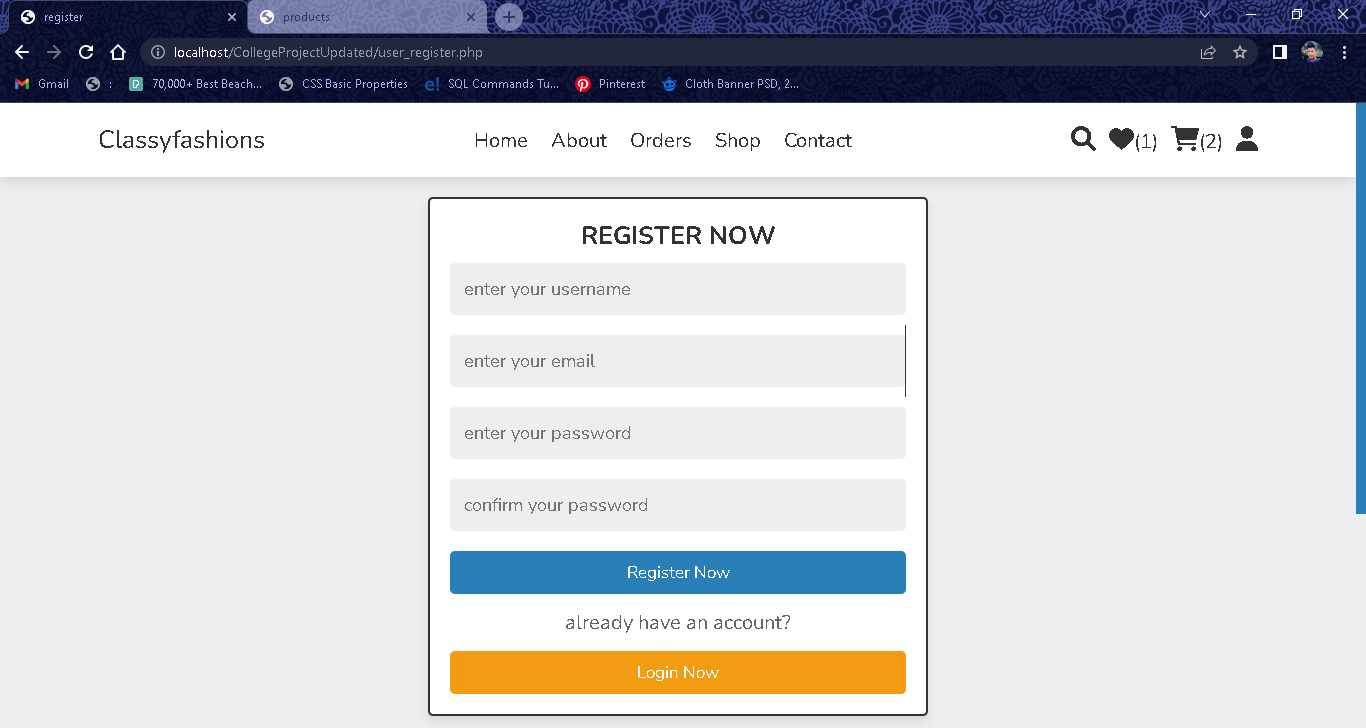 register
products
localhost/CollegeProjectUpdated/user_register.php
Gmail : 70,000+ Best Beach... CSS Basic Properties SQL Commands Tu... Pinterest Cloth Banner PSD, 2...
Classyfashions Home About Orders Shop Contact (1) (2)
REGISTER NOW
enter your username
enter your email
enter your password
confirm your password
Register Now
already have an account?
Login Now